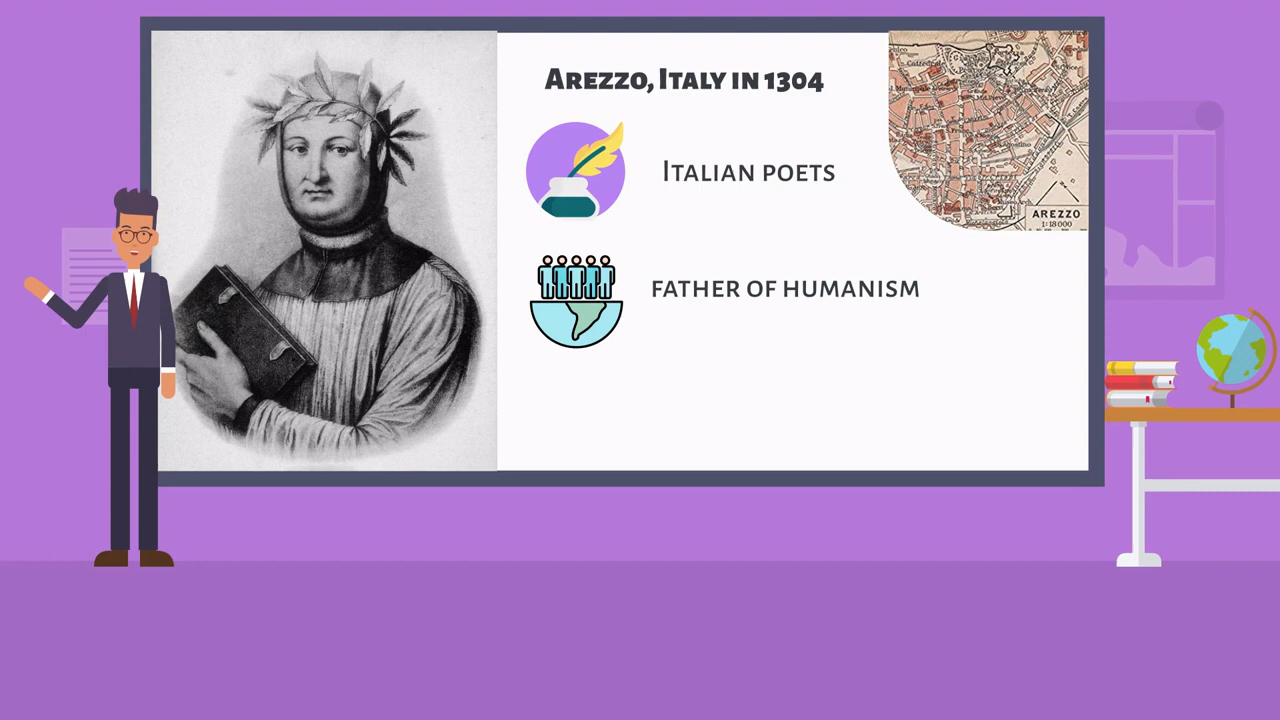 Arezzo, Italy in 1304
Italian poets
father of humanism
AREZZO
1:18000